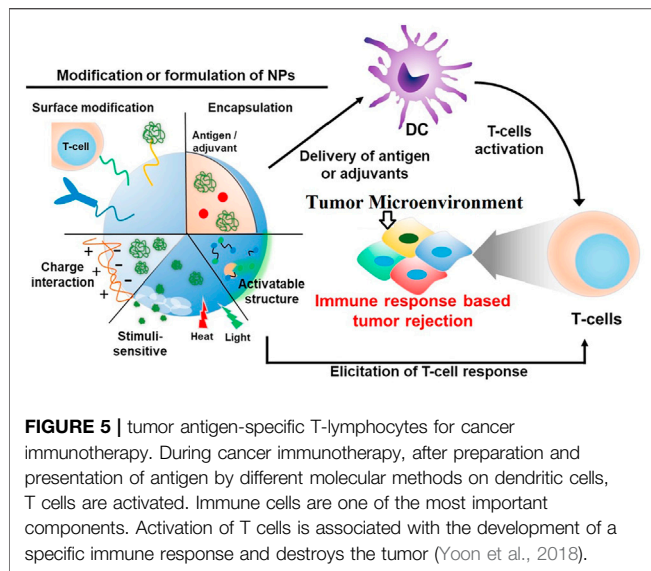 Modification or formulation of NPs
Surface modification
Encapsulation
T-cell
Antigen /
adjuvant
Charge
interaction
+
+
+
+
−
−
−
−
Stimuli-
sensitive
Heat
Light
Activatable
structure
DC
Delivery of antigen
or adjuvants
T-cells
activation
Tumor Microenvironment
Immune response based
tumor rejection
T-cells
Elicitation of T-cell response
FIGURE 5 | tumor antigen-specific T-lymphocytes for cancer
immunotherapy. During cancer immunotherapy, after preparation and
presentation of antigen by different molecular methods on dendritic cells,
T cells are activated. Immune cells are one of the most important
components. Activation of T cells is associated with the development of a
specific immune response and destroys the tumor (Yoon et al., 2018).